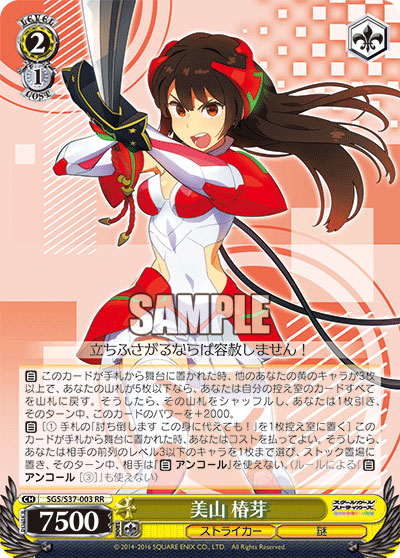 LEVEL
2
1
COST
SAMPLE
立ちふさがるならば容赦しません!
【自】 このカードが手札から舞台に置かれた時、他のあなたの黄のキャラが3枚
以上で、あなたの山札が5枚以下なら、あなたは自分の控え室のカードすべて
を山札に戻す。そうしたら、その山札をシャッフルし、あなたは1枚引き、
そのターン中、このカードのパワーを+2000。
【自】 [① 手札の「討ち倒します この身に代えても!」を1枚控え室に置く] この
カードが手札から舞台に置かれた時、あなたはコストを払ってよい。そうしたら、
あなたは相手の前列のレベル3以下のキャラを1枚まで選び、ストック置場に
置き、そのターン中、相手は『【自】 アンコール』を使えない。(ルールによる『【自】
アンコール [③]』も使えない)
CH
SGS/S37-003 RR
POWER
7500
美山 椿芽
スクールガール
ストライカーズ
ストライカー
謎
©2014-2016 SQUARE ENIX CO., LTD. All Rights Reserved.